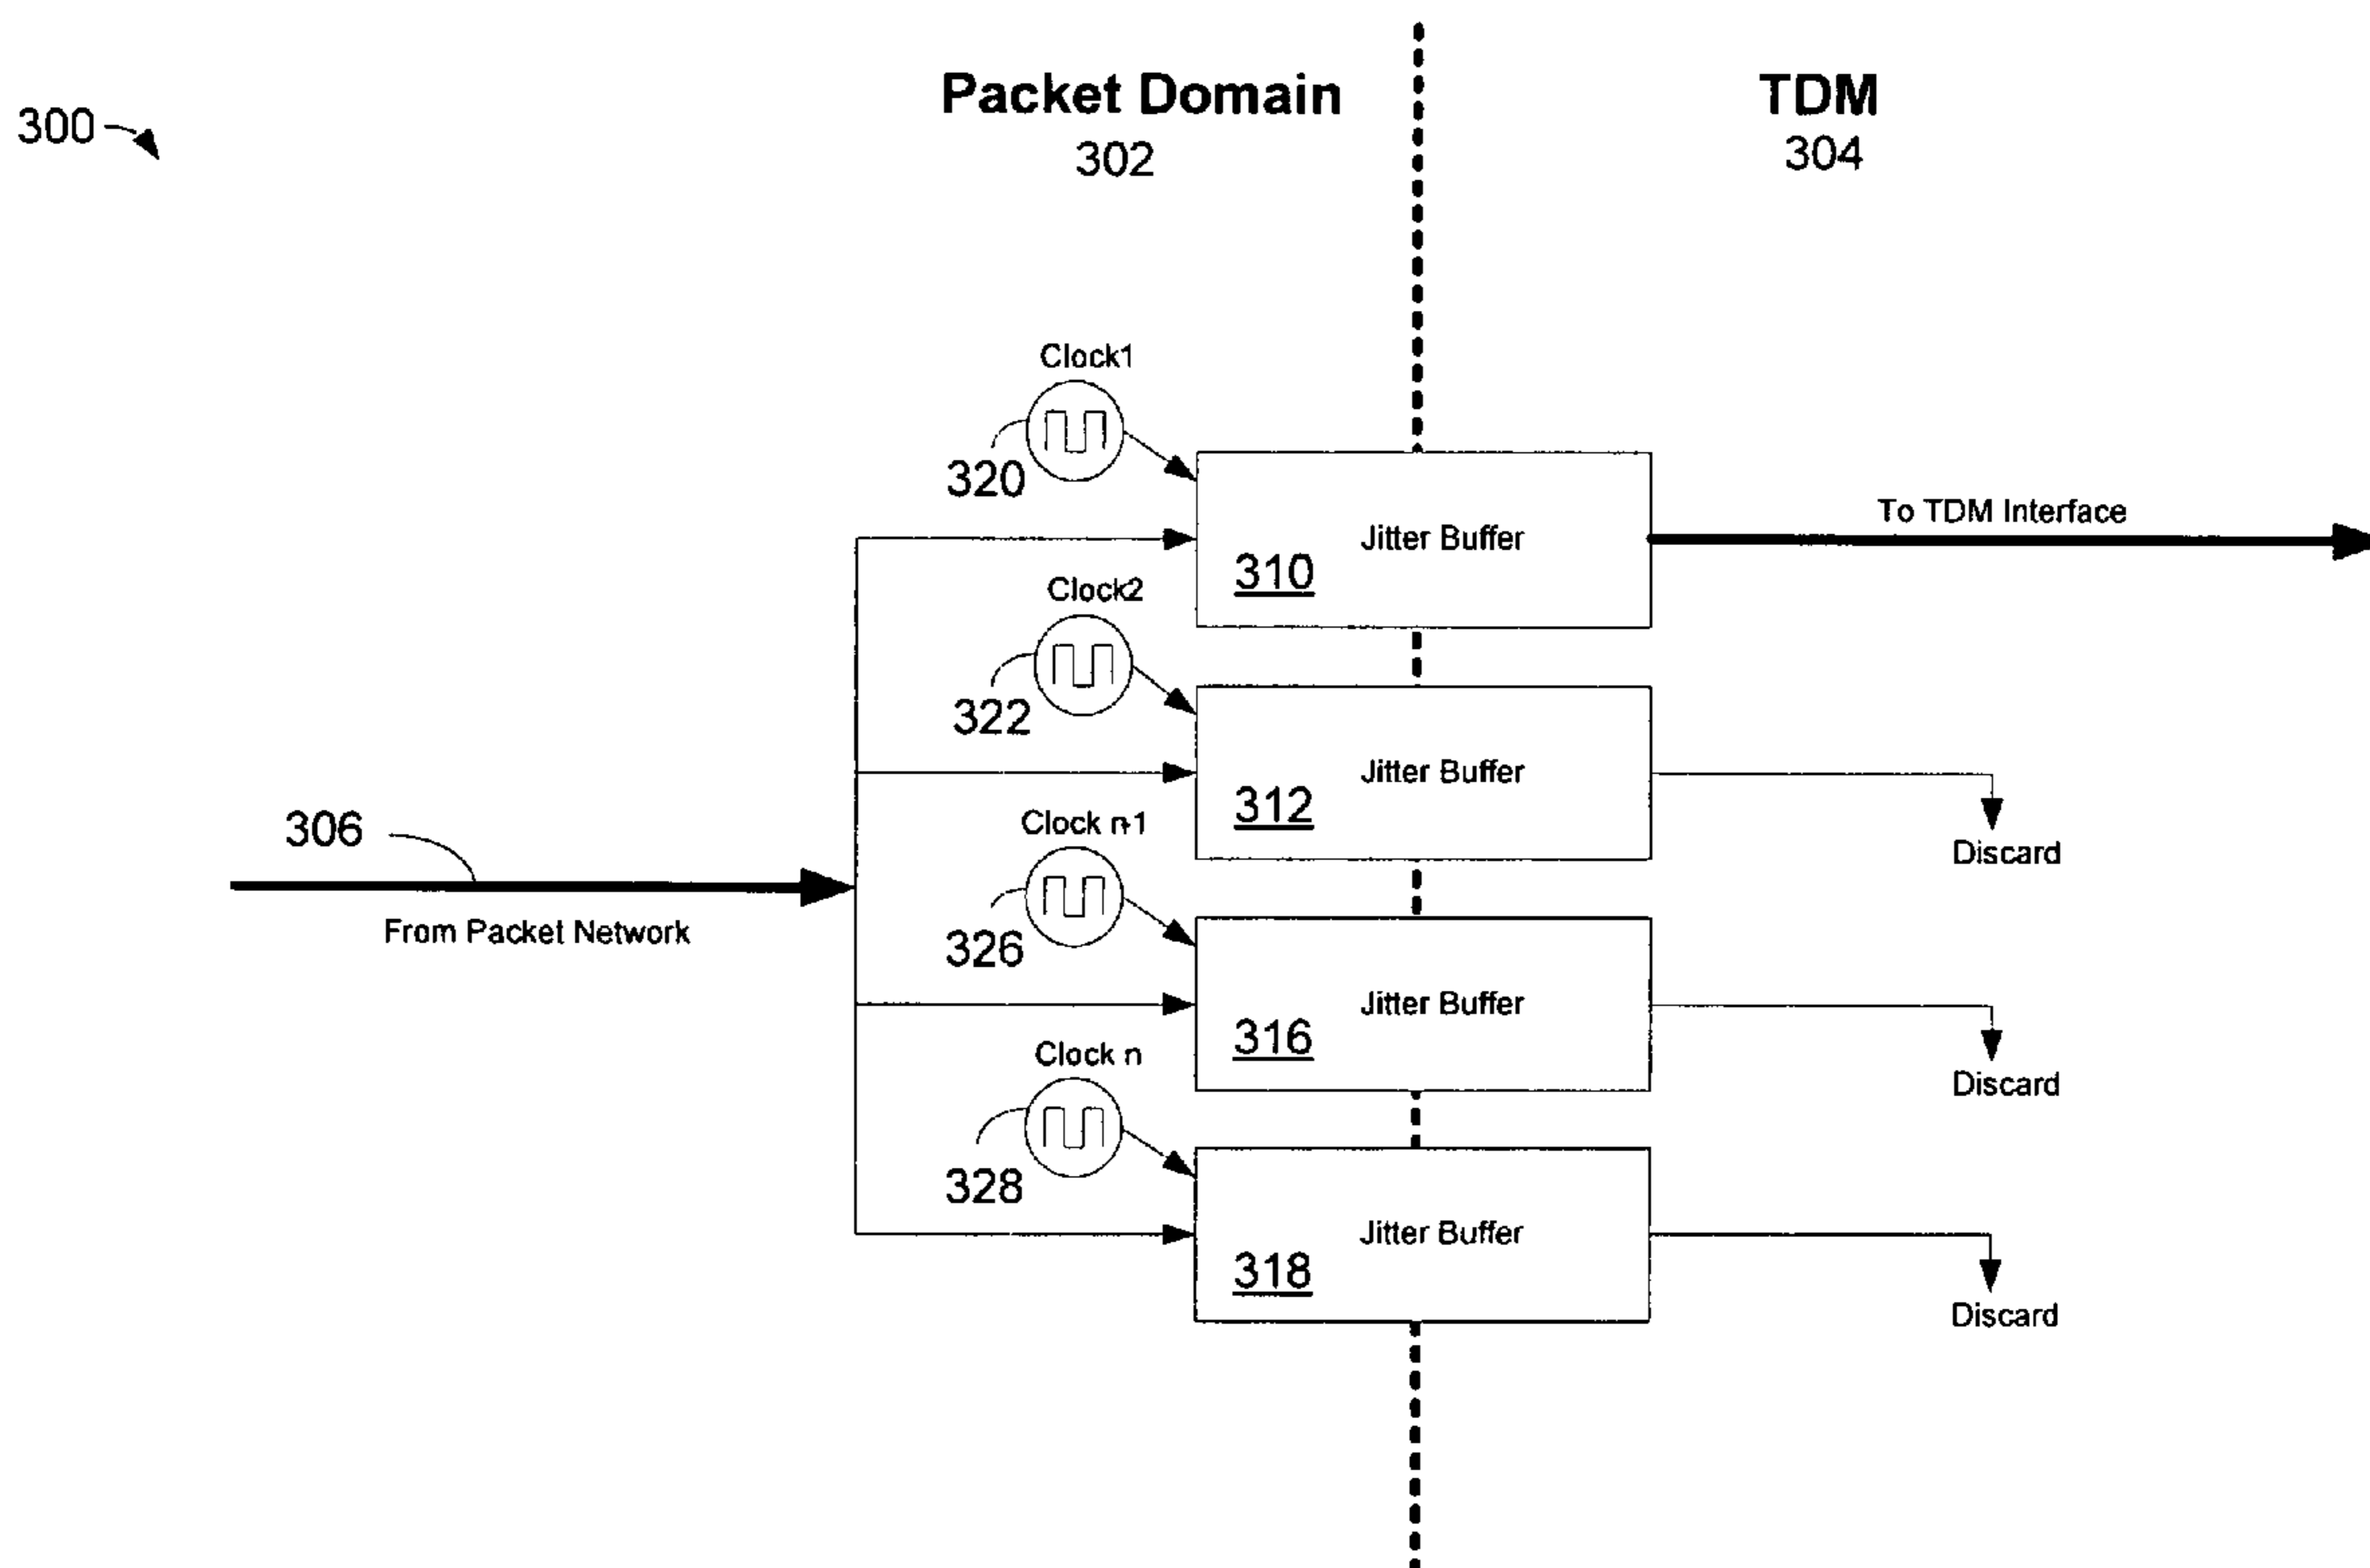 300
Packet Domain
302
TDM
304
Clock1
320
Jitter Buffer
310
To TDM Interface
Clock2
322
Jitter Buffer
312
Discard
306
From Packet Network
Clock n-1
326
Jitter Buffer
316
Discard
Clock n
328
Jitter Buffer
318
Discard